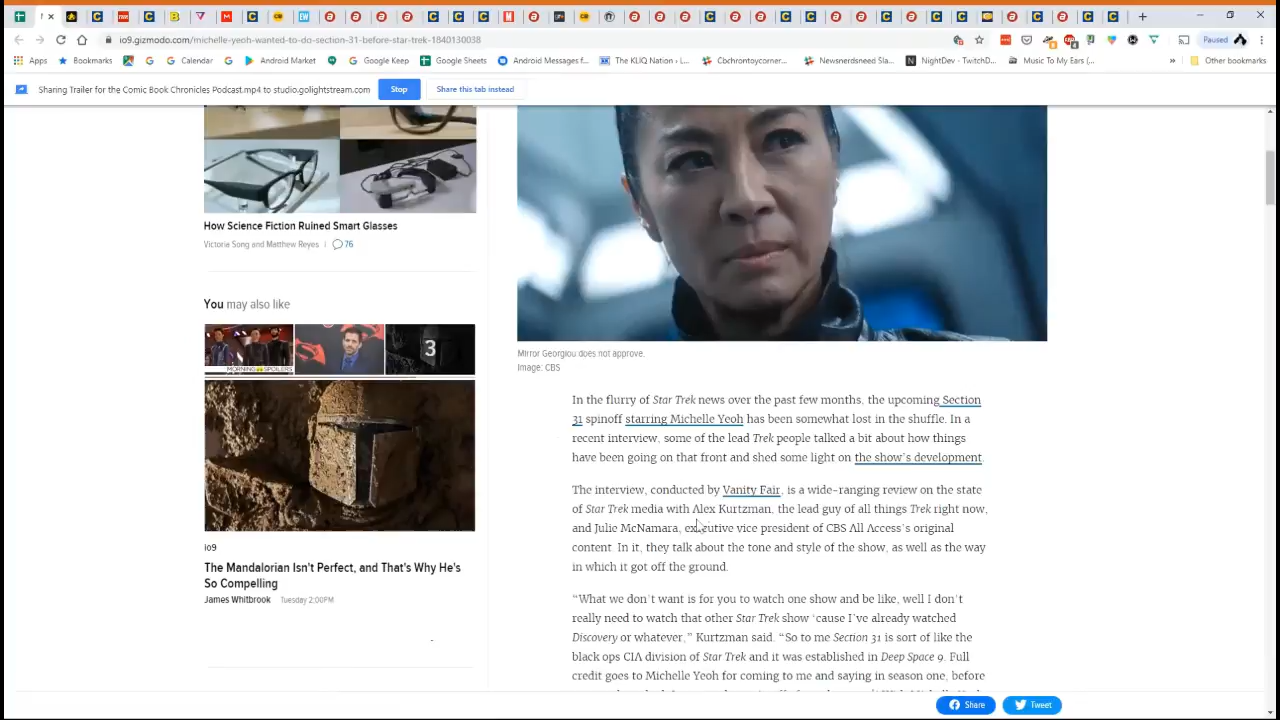 io9.gizmodo.com/michelle-yeoh-wanted-to-do-section-31-before-star-trek-1840130038
Paused
Apps
Bookmarks
Calendar
Android Market
Google Keep
Google Sheets
Android Messages f...
The KLIQ Nation › L...
Cbchrontoycorner...
Newsnerdsneed Sla...
NightDev - TwitchD...
Music To My Ears (...
»
Other bookmarks
Sharing Trailer for the Comic Book Chronicles Podcast.mp4 to studio.golightstream.com
Stop
Share this tab instead
How Science Fiction Ruined Smart Glasses
Victoria Song and Matthew Reyes
76
You may also like
MORNING SPOILERS
3
io9
The Mandalorian Isn't Perfect, and That's Why He's
So Compelling
James Whitbrook Tuesday 2:00PM
Mirror Georgiou does not approve.
Image: CBS
In the flurry of Star Trek news over the past few months, the upcoming Section
31 spinoff starring Michelle Yeoh has been somewhat lost in the shuffle. In a
recent interview, some of the lead Trek people talked a bit about how things
have been going on that front and shed some light on the show's development.
The interview, conducted by Vanity Fair, is a wide-ranging review on the state
of Star Trek media with Alex Kurtzman, the lead guy of all things Trek right now,
and Julie McNamara, executive vice president of CBS All Access's original
content. In it, they talk about the tone and style of the show, as well as the way
in which it got off the ground.
"What we don't want is for you to watch one show and be like, well I don't
really need to watch that other Star Trek show 'cause I've already watched
Discovery or whatever," Kurtzman said. "So to me Section 31 is sort of like the
black ops CIA division of Star Trek and it was established in Deep Space 9. Full
credit goes to Michelle Yeoh for coming to me and saying in season one, before
Share
Tweet